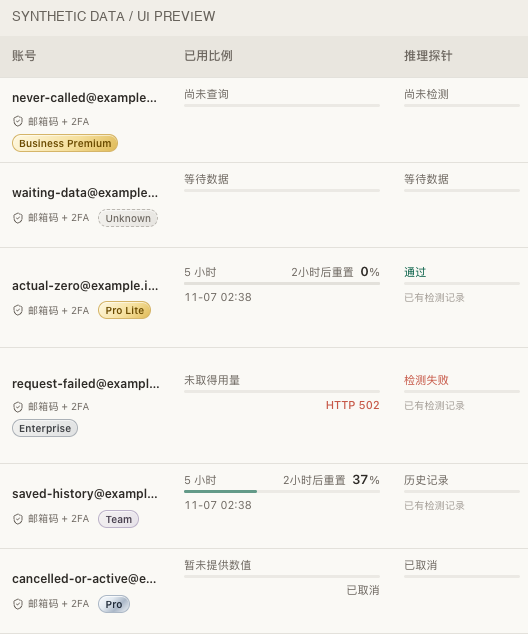 SYNTHETIC DATA / UI PREVIEW
账号 已用比例 推理探针
never-called@example... 尚未查询 尚未检测
邮箱码 + 2FA
Business Premium
waiting-data@example... 等待数据 等待数据
邮箱码 + 2FA Unknown
actual-zero@example.i... 5 小时 2小时后重置 0% 通过
邮箱码 + 2FA Pro Lite 11-07 02:38 已有检测记录
request-failed@exampl... 未取得用量 检测失败
邮箱码 + 2FA HTTP 502 已有检测记录
Enterprise
saved-history@exampl... 5 小时 2小时后重置 37% 历史记录
邮箱码 + 2FA Team 11-07 02:38 已有检测记录
cancelled-or-active@e... 暂未提供数值 已取消
邮箱码 + 2FA Pro 已取消